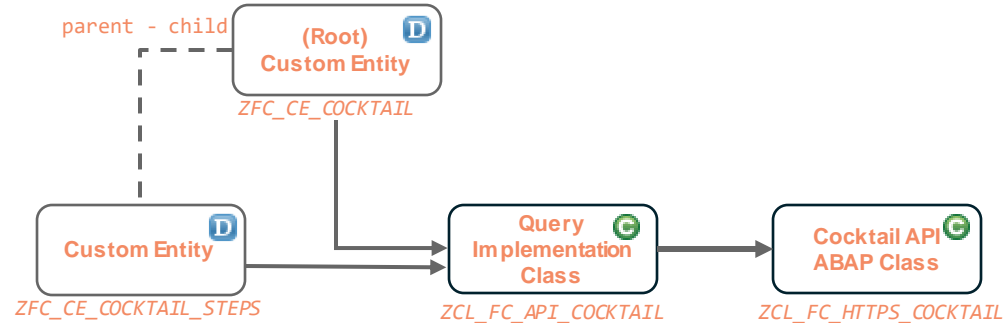 parent - child
(Root)
Custom Entity
D
ZFC_CE_COCKTAIL
Custom Entity
D
ZFC_CE_COCKTAIL_STEPS
Query
Implementation
Class
C
ZCL_FC_API_COCKTAIL
Cocktail API
ABAP Class
C
ZCL_FC_HTTPS_COCKTAIL